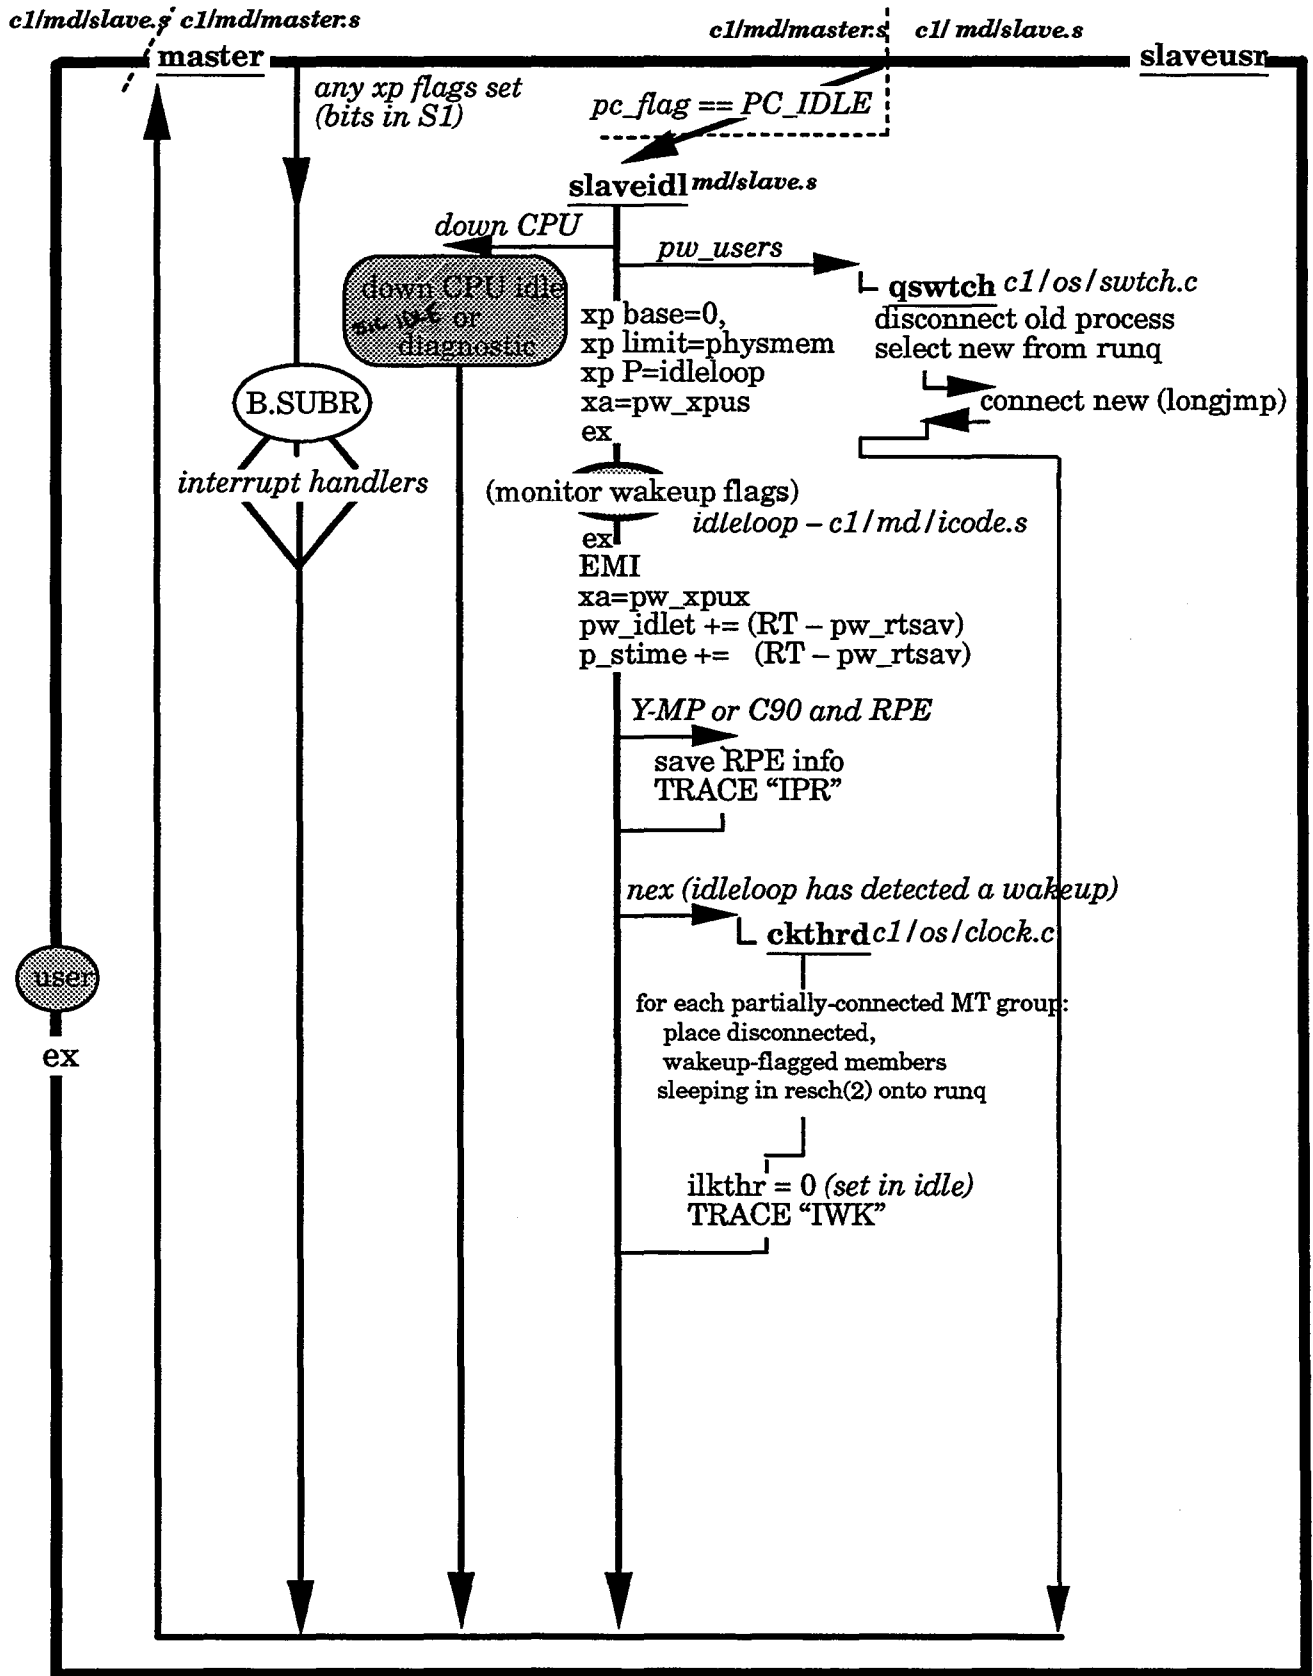 c1/md/slave.s c1/md/master.s
c1/md/master.s c1/ md/slave.s
master
slaveusr
any xp flags set
(bits in S1)
pc_flag == PC_IDLE
slaveidl md/slave.s
down CPU
pw_users
down CPU idle
IDLE or
diagnostic
qswtch c1/os/swtch.c
disconnect old process
select new from runq
connect new (longjmp)
xp base=0,
xp limit=physmem
xp P=idleloop
xa=pw_xpus
ex
B.SUBR
interrupt handlers
(monitor wakeup flags)
idleloop – c1/md/icode.s
ex
EMI
xa=pw_xpux
pw_idlet += (RT – pw_rtsav)
p_stime += (RT – pw_rtsav)
Y-MP or C90 and RPE
save RPE info
TRACE “IPR”
nex (idleloop has detected a wakeup)
ckthrd c1/os/clock.c
user
ex
for each partially-connected MT group:
place disconnected,
wakeup-flagged members
sleeping in resch(2) onto runq
ilkthr = 0 (set in idle)
TRACE “IWK”